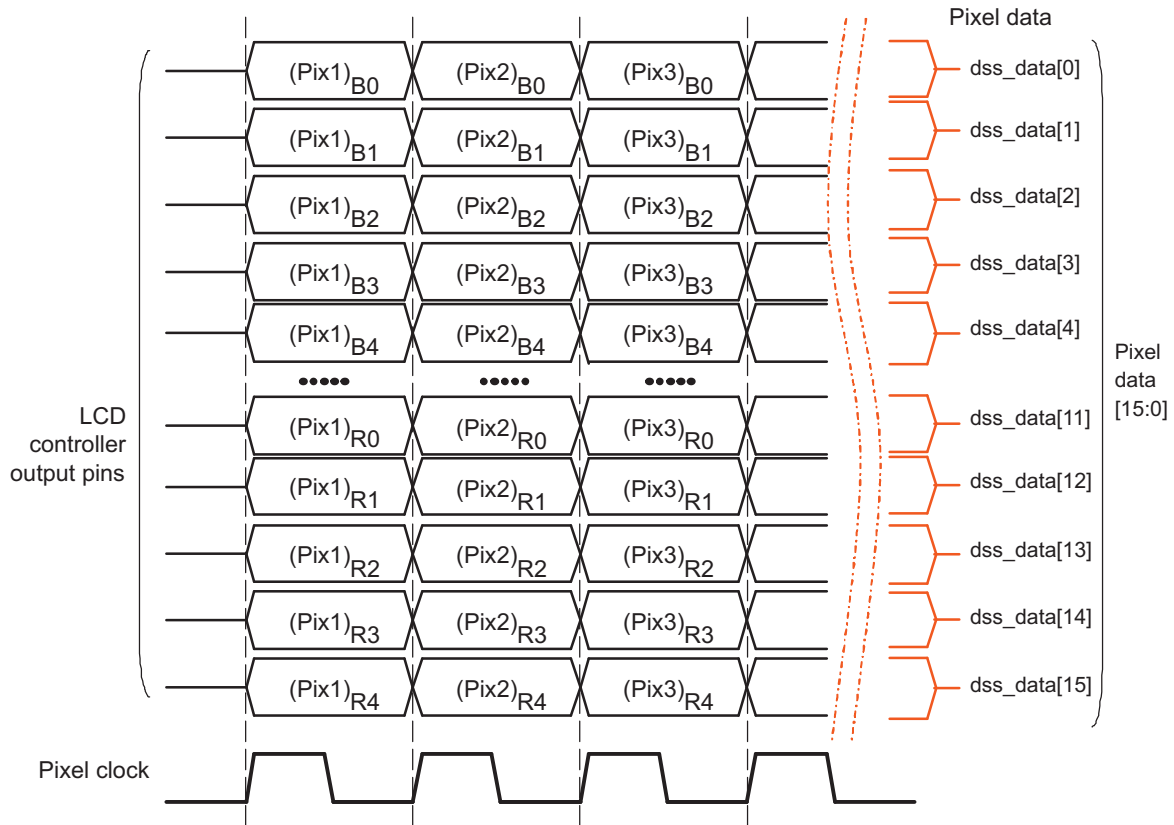 Pixel data
(Pix1)B0 (Pix2)B0 (Pix3)B0 dss_data[0]
(Pix1)B1 (Pix2)B1 (Pix3)B1 dss_data[1]
(Pix1)B2 (Pix2)B2 (Pix3)B2 dss_data[2]
(Pix1)B3 (Pix2)B3 (Pix3)B3 dss_data[3]
(Pix1)B4 (Pix2)B4 (Pix3)B4 dss_data[4]
(Pix1)R0 (Pix2)R0 (Pix3)R0 dss_data[11]
(Pix1)R1 (Pix2)R1 (Pix3)R1 dss_data[12]
(Pix1)R2 (Pix2)R2 (Pix3)R2 dss_data[13]
(Pix1)R3 (Pix2)R3 (Pix3)R3 dss_data[14]
(Pix1)R4 (Pix2)R4 (Pix3)R4 dss_data[15]
LCD
controller
output pins
Pixel
data
[15:0]
Pixel clock